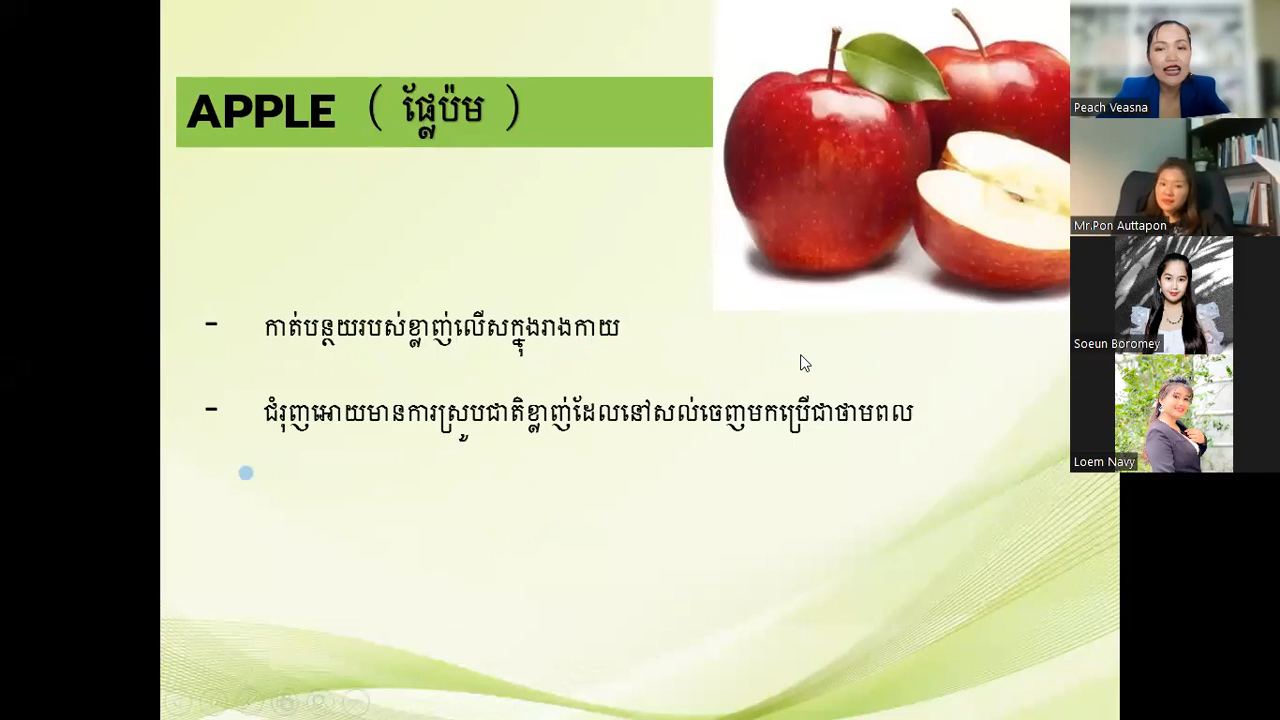 APPLE ( ផ្លែប៉ម )
- កាត់បន្ថយរបស់ខ្លាញ់លើសក្នុងរាងកាយ
- ជំរុញអោយមានការស្រូបជាតិខ្លាញ់ដែលនៅសល់ចេញមកប្រើជាថាមពល
Peach Veasna
Mr.Pon Auttapon
Soeun Boromey
Loem Navy